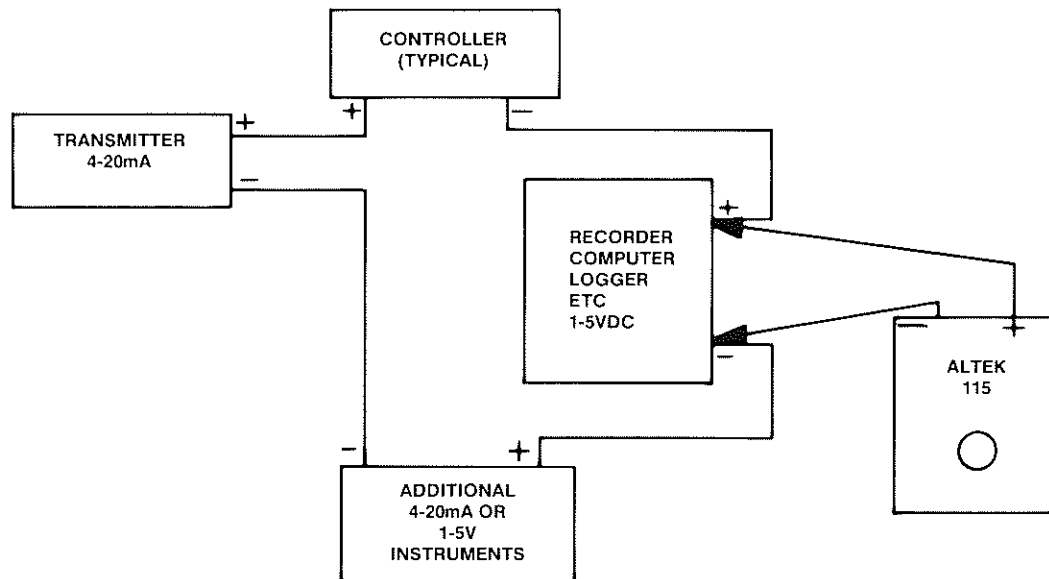 CONTROLLER
(TYPICAL)
+
−
TRANSMITTER
4-20mA
+
−
RECORDER
COMPUTER
LOGGER
ETC
1-5VDC
+
−
−
+
ALTEK
115
-
+
ADDITIONAL
4-20mA OR
1-5V
INSTRUMENTS